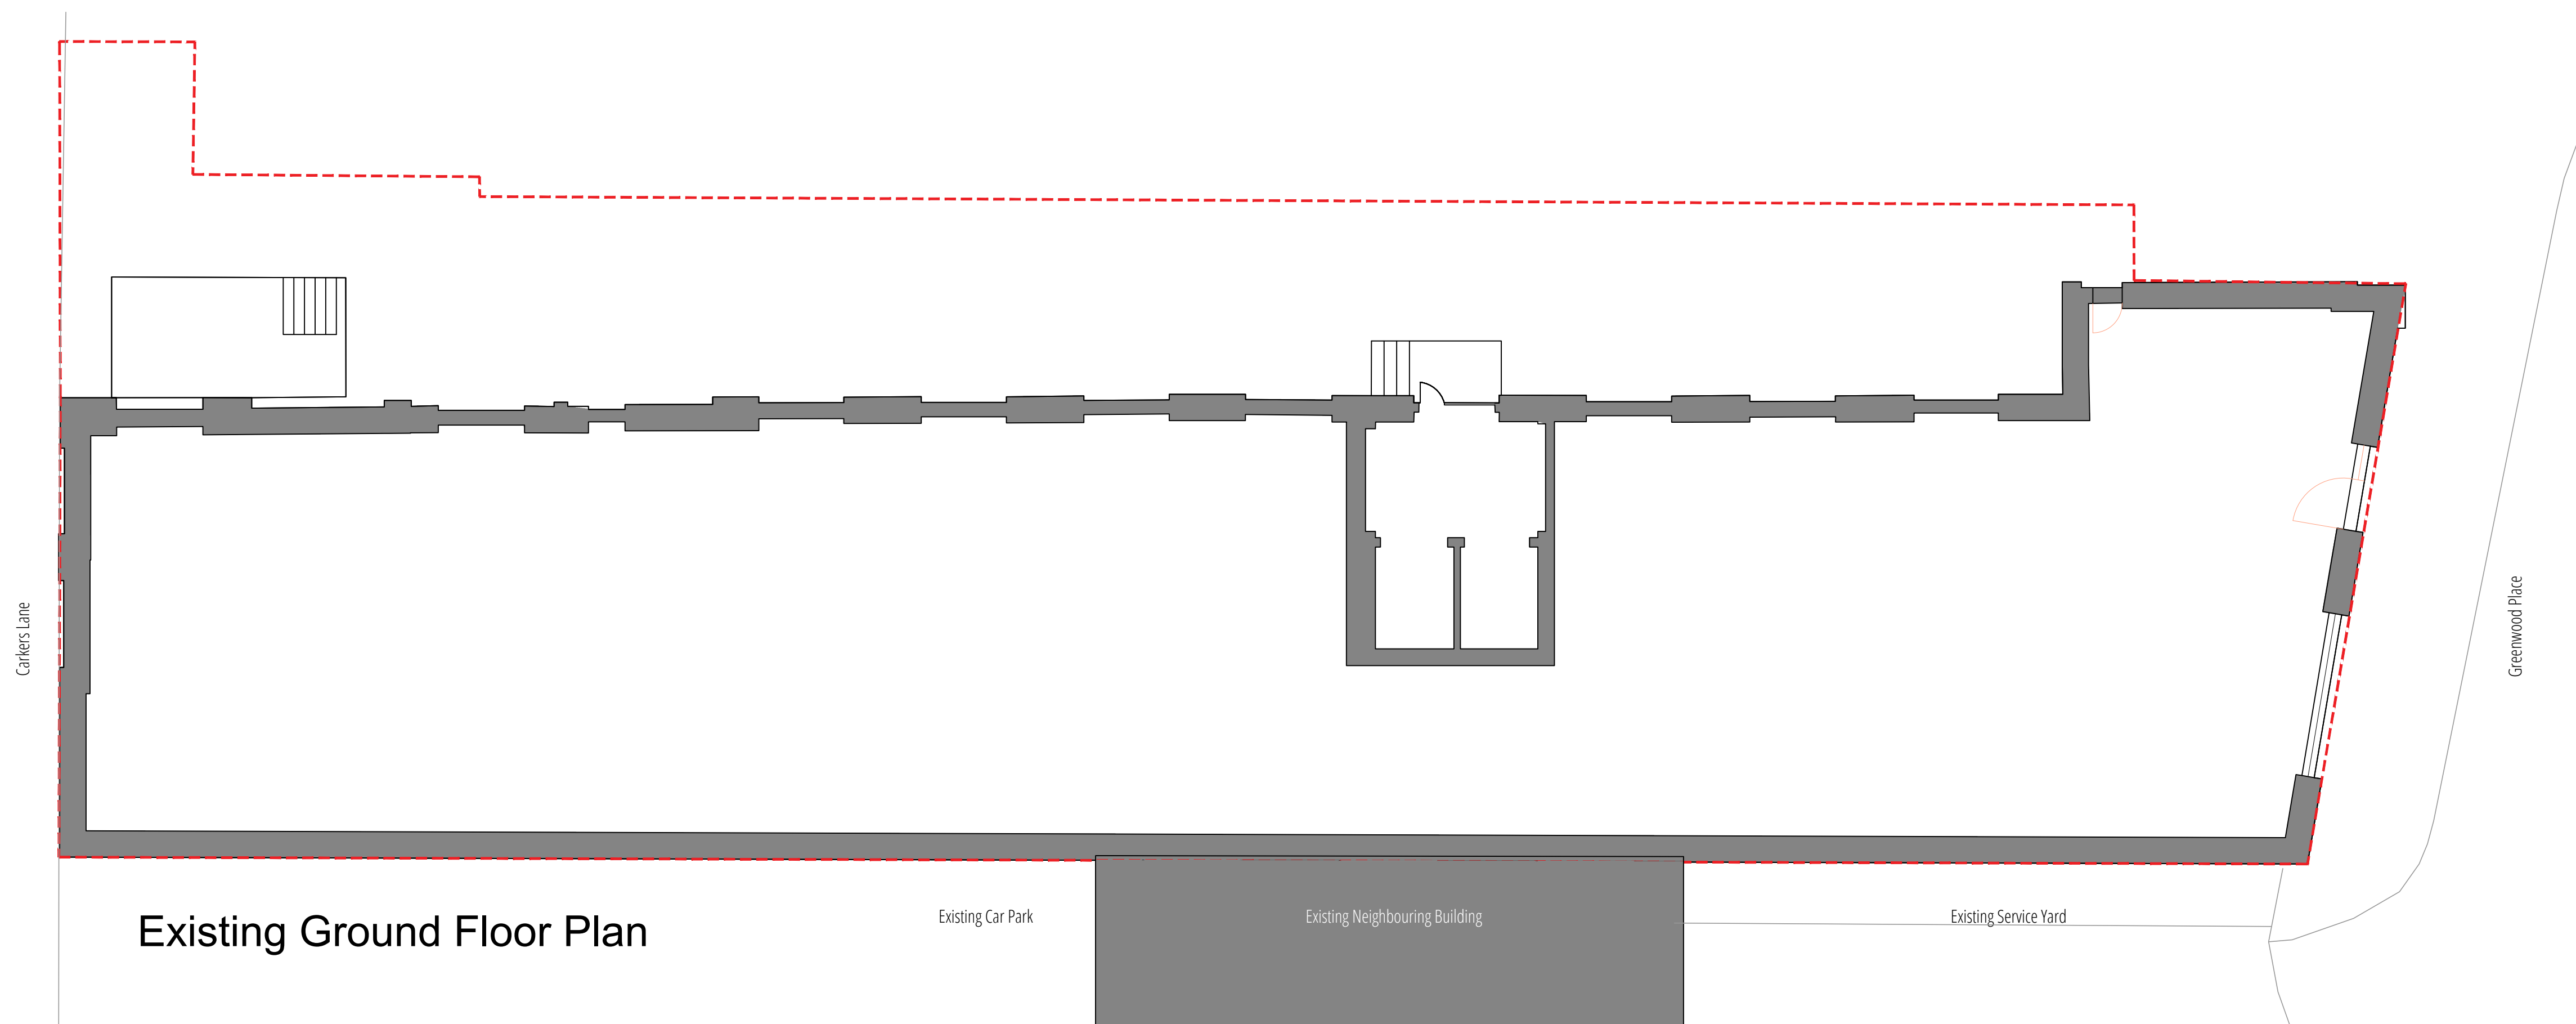 Carkers Lane
Greenwood Place
Existing Car Park
Existing Neighbouring Building
Existing Service Yard
Existing Ground Floor Plan